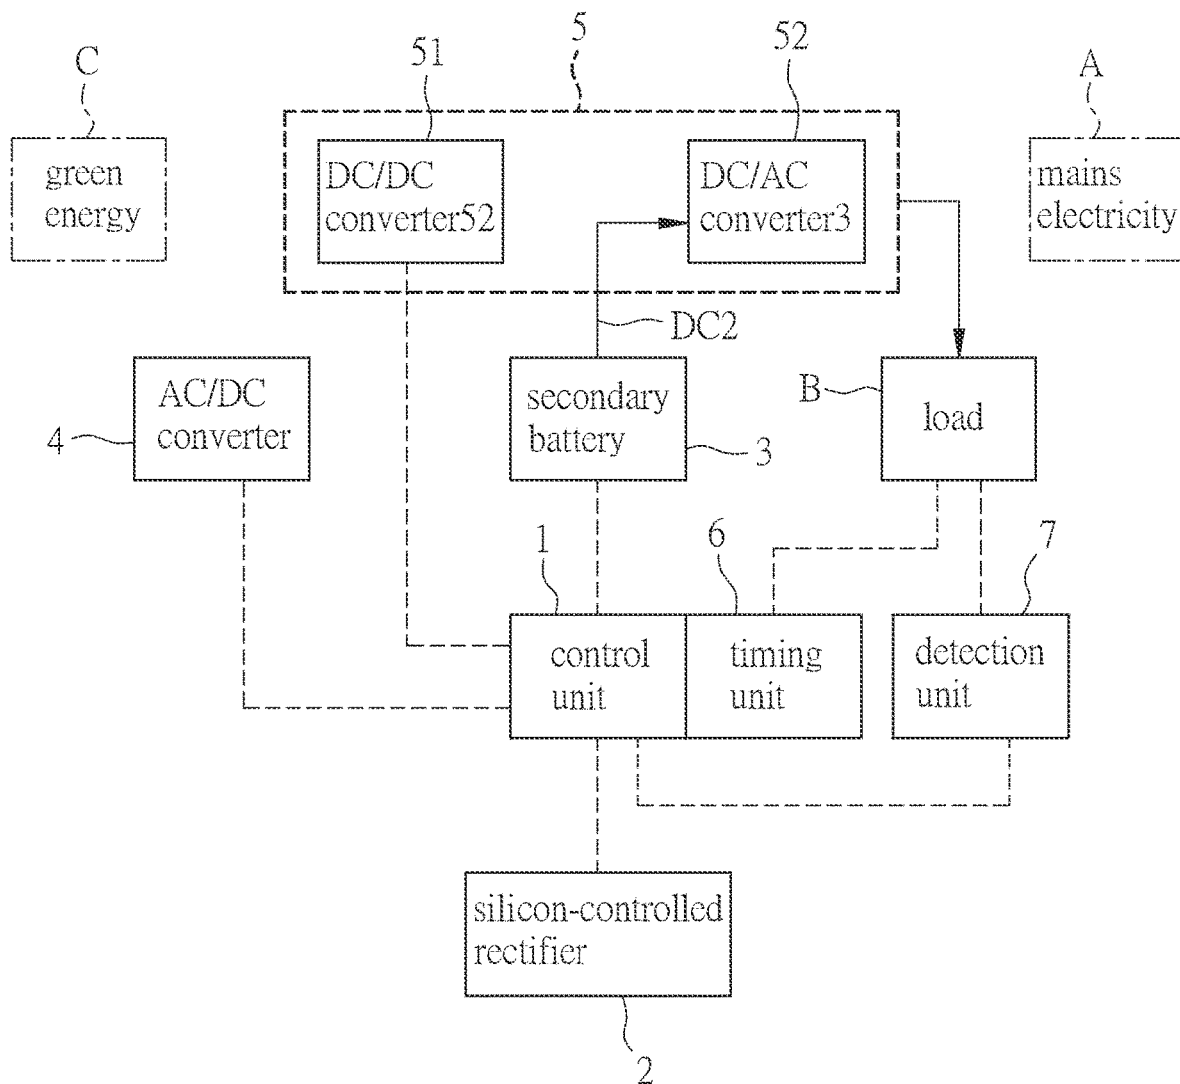 5
C
51
52
A
green
energy
DC/DC
converter52
DC/AC
converter3
mains
electricity
DC2
AC/DC
converter
4
secondary
battery
3
B
load
1
6
7
control
unit
timing
unit
detection
unit
silicon-controlled
rectifier
2